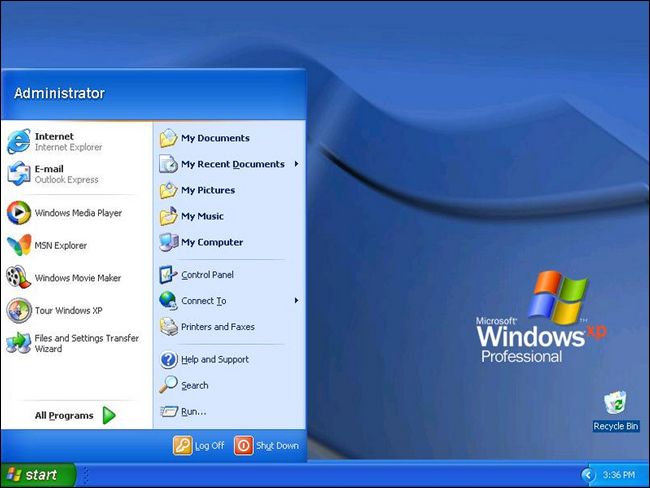 Administrator
Internet
Internet Explorer
E-mail
Outlook Express
Windows Media Player
MSN Explorer
Windows Movie Maker
Tour Windows XP
Files and Settings Transfer
Wizard
All Programs
My Documents
My Recent Documents
My Pictures
My Music
My Computer
Control Panel
Connect To
Printers and Faxes
Help and Support
Search
Run...
Log Off
Shut Down
Microsoft®
Windows xp™
Professional
Recycle Bin
start
3:36 PM